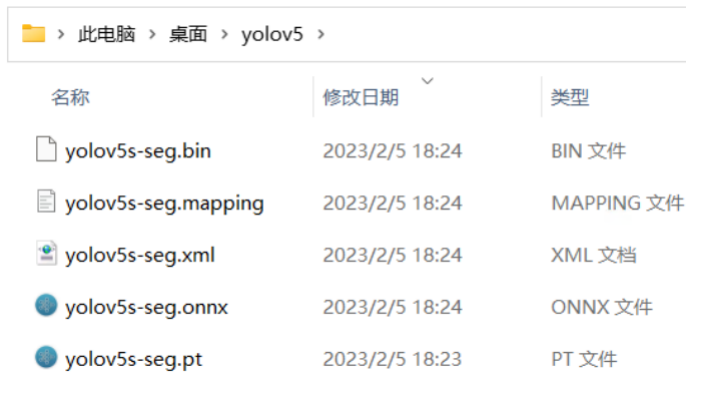 此电脑 › 桌面 › yolov5 ›
名称 修改日期 类型
yolov5s-seg.bin 2023/2/5 18:24 BIN 文件
yolov5s-seg.mapping 2023/2/5 18:24 MAPPING 文件
yolov5s-seg.xml 2023/2/5 18:24 XML 文档
yolov5s-seg.onnx 2023/2/5 18:24 ONNX 文件
yolov5s-seg.pt 2023/2/5 18:23 PT 文件